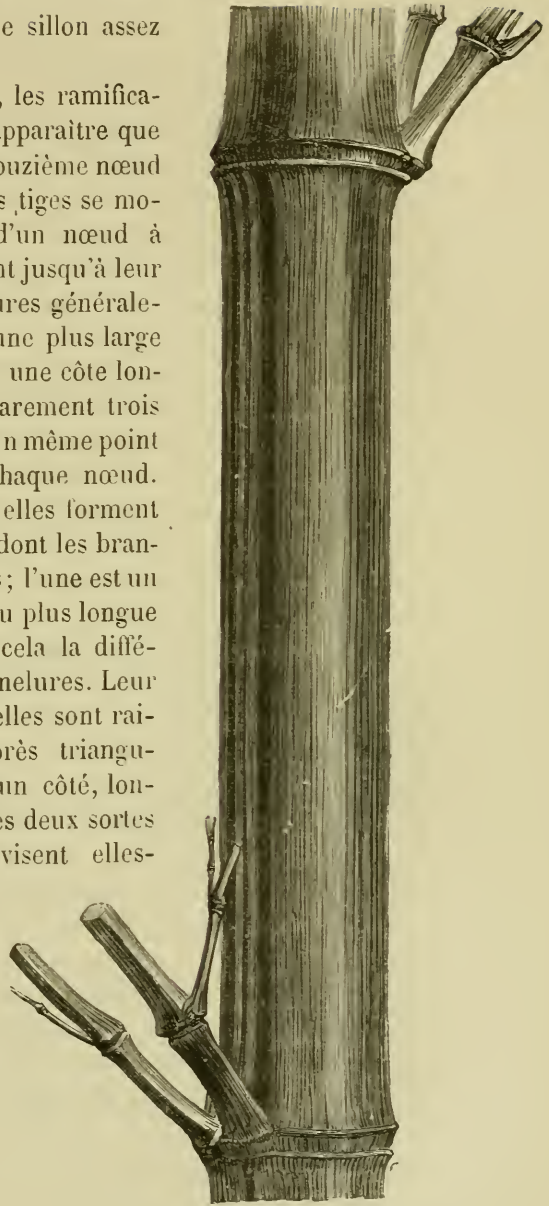 e sillon assez
, les ramifica-
apparaître que
ouzième nœud
s tiges se mo-
d'un nœud à
nt jusqu'à leur
ures générale-
une plus large
une côte lon-
arement trois
n même point
haque nœud.
elles forment
dont les bran-
s ; l'une est un
u plus longue
cela la diffé-
nelures. Leur
elles sont rai-
près triangu-
un côté, lon-
es deux sortes
visent elles-